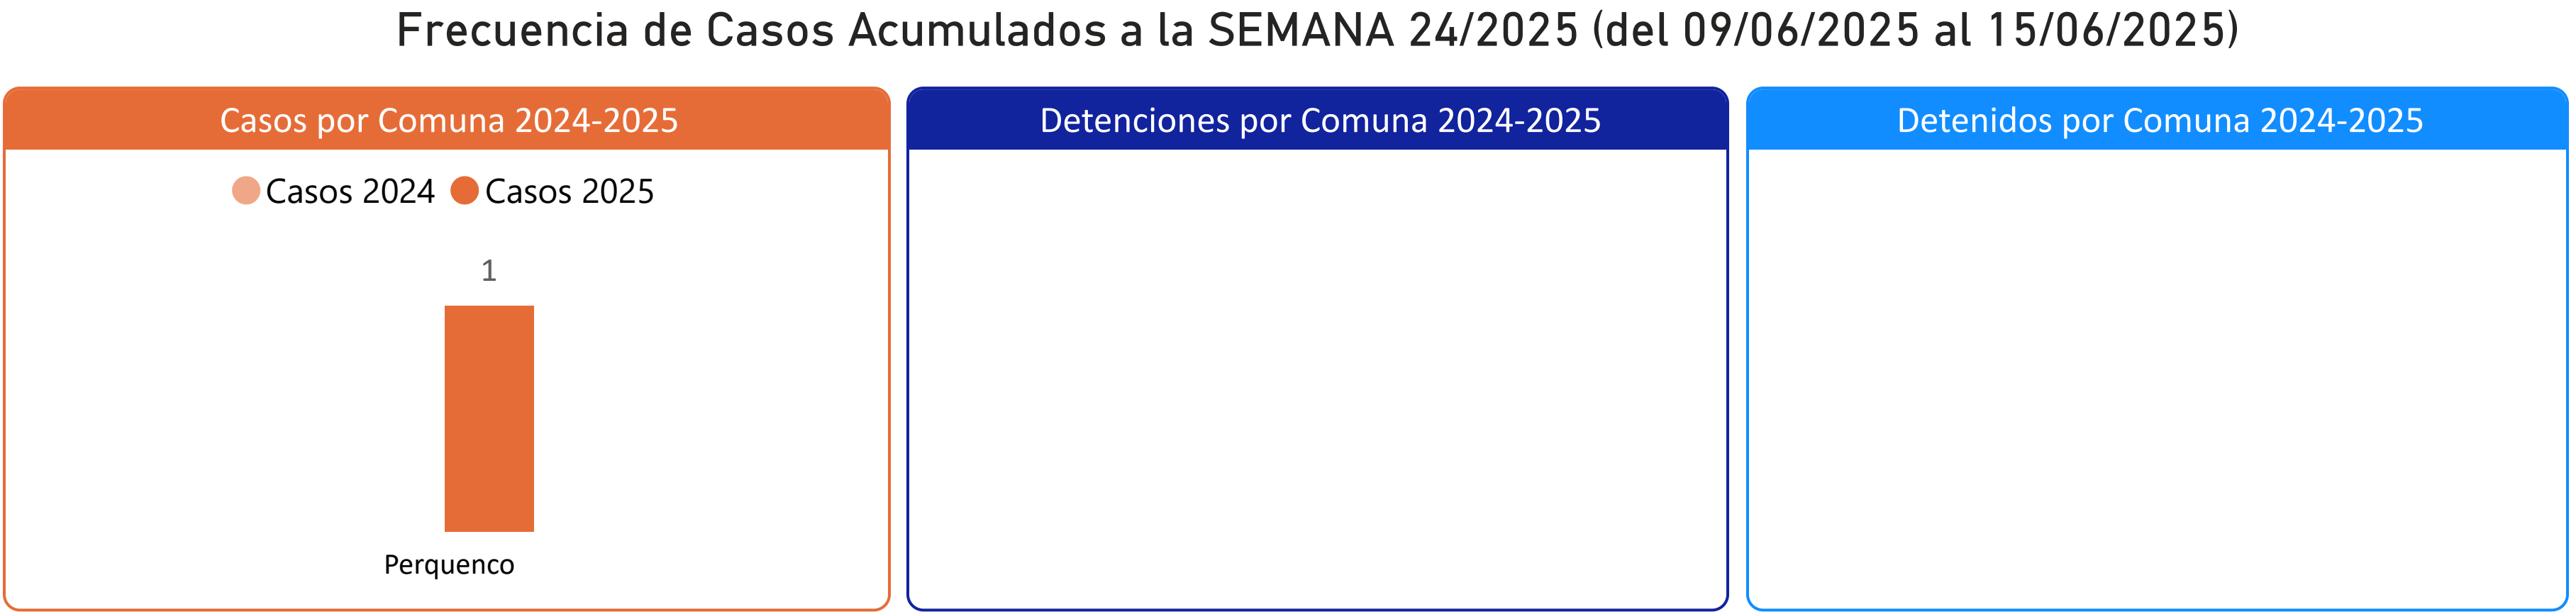 Frecuencia de Casos Acumulados a la SEMANA 24/2025 (del 09/06/2025 al 15/06/2025)
Casos por Comuna 2024-2025
Casos 2024 Casos 2025
1
Perquenco
Detenciones por Comuna 2024-2025
Detenidos por Comuna 2024-2025